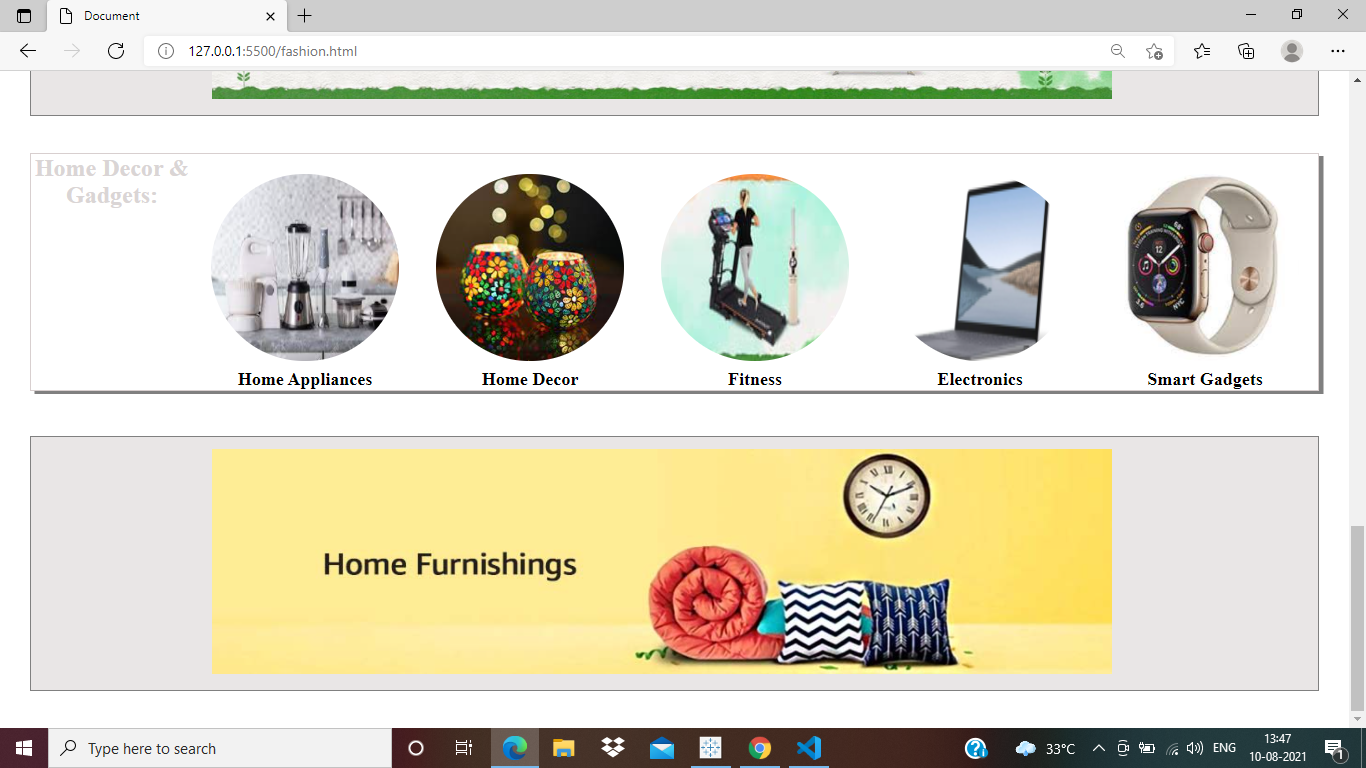 Document
127.0.0.1:5500/fashion.html
Home Decor &
Gadgets:
Home Appliances
Home Decor
Fitness
Electronics
Smart Gadgets
Home Furnishings
Type here to search
33°C
ENG
13:47
10-08-2021
1